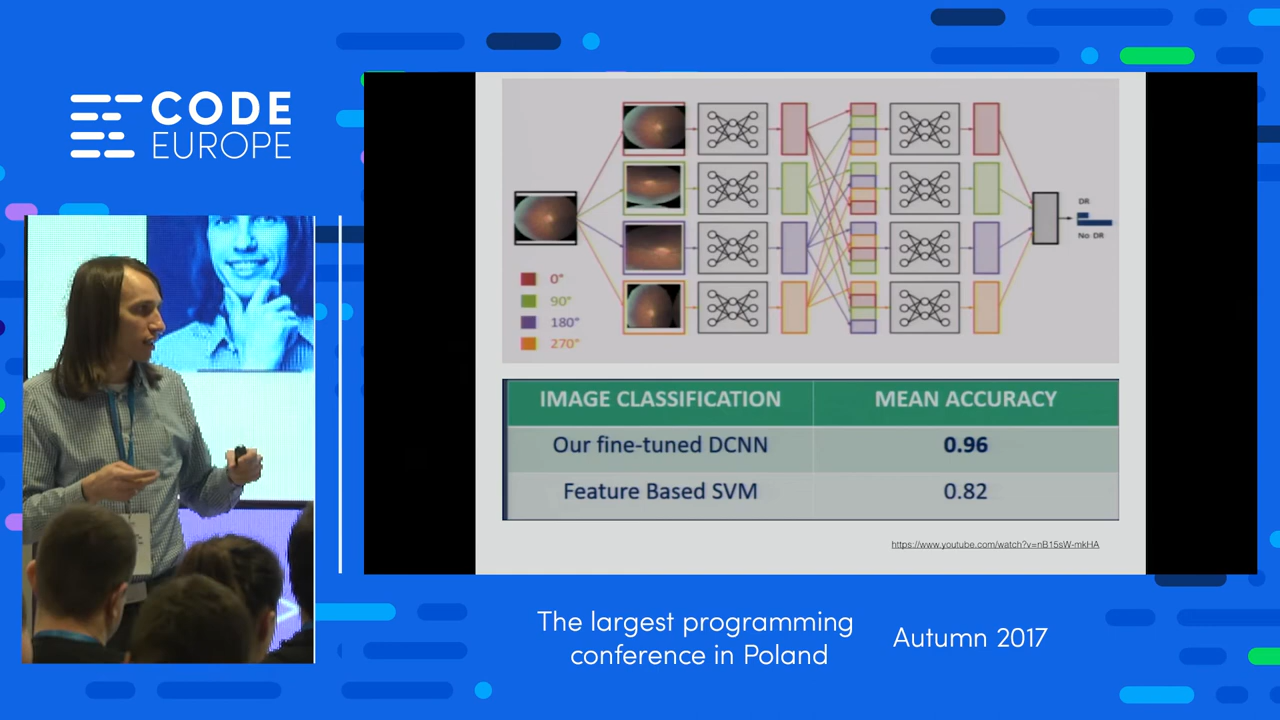 CODE
EUROPE
0°
90°
180°
270°
DR
No DR
IMAGE CLASSIFICATION MEAN ACCURACY
Our fine-tuned DCNN 0.96
Feature Based SVM 0.82
https://www.youtube.com/watch?v=nB15sW-mkHA
The largest programming
conference in Poland
Autumn 2017